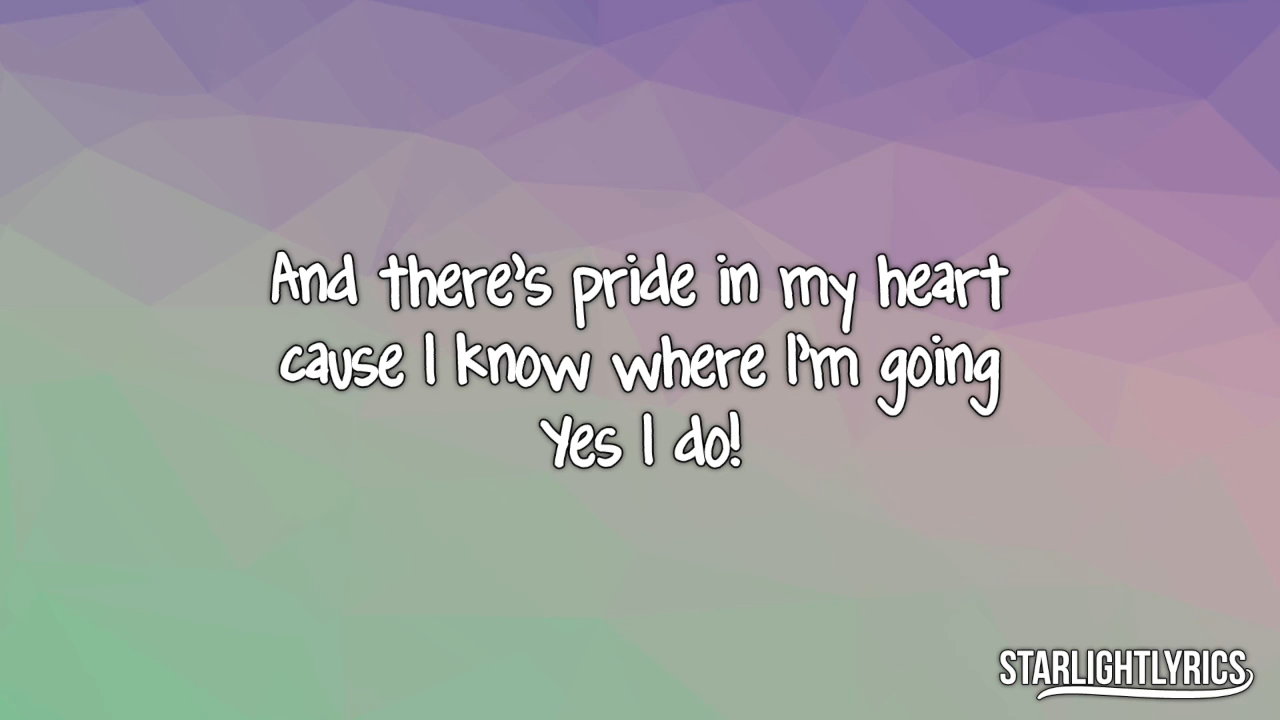 And there's pride in my heart
cause I know where I'm going
Yes I do!
STARLIGHTLYRICS